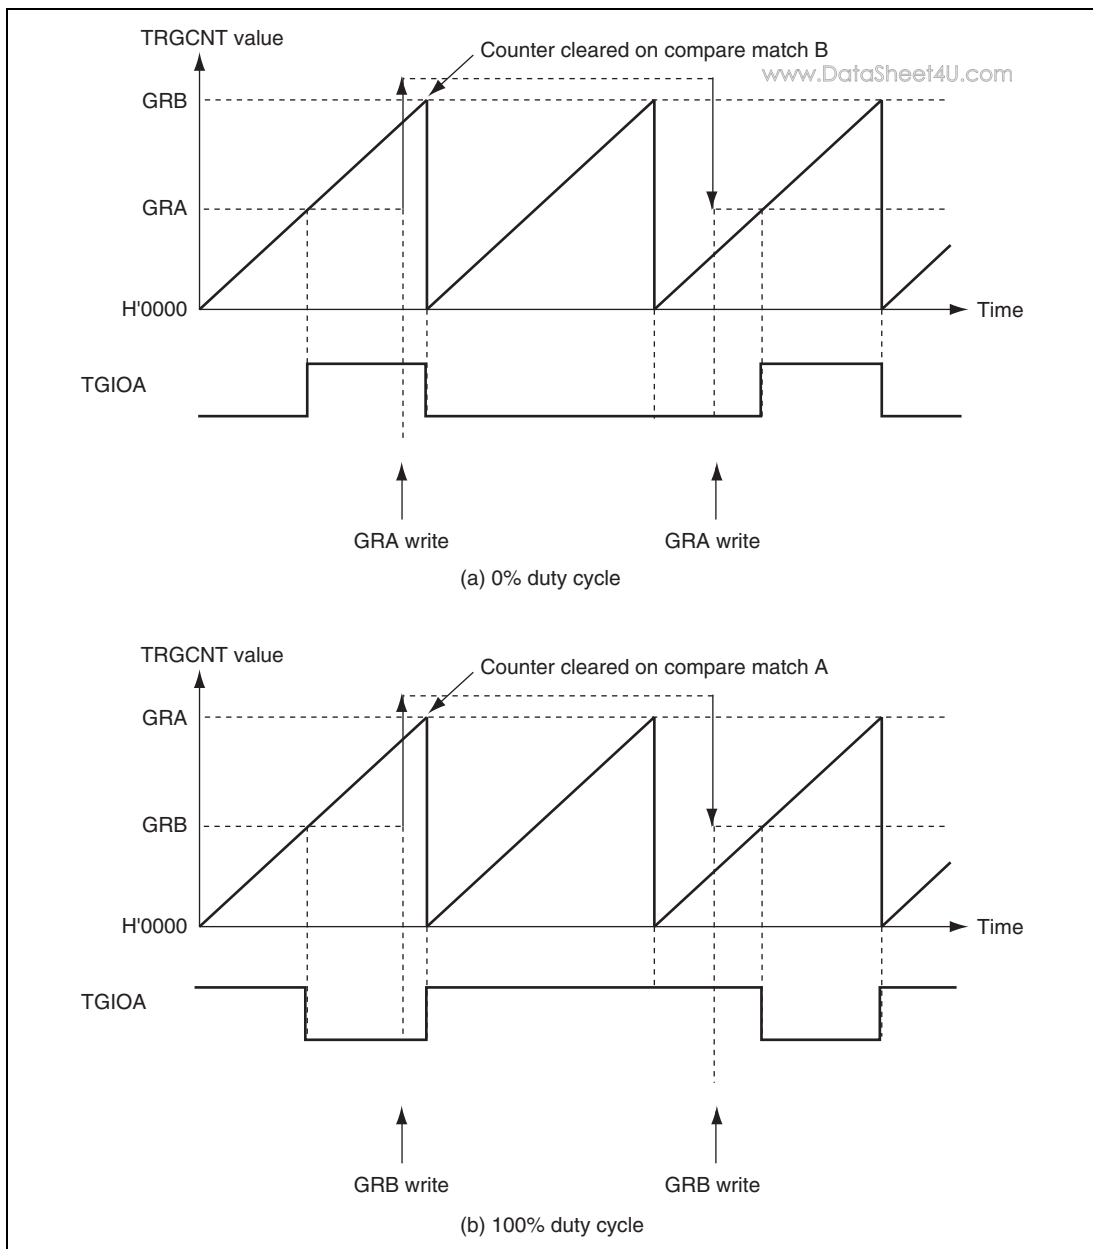 TRGCNT value
Counter cleared on compare match B
www.DataSheet4U.com
GRB
GRA
H'0000
Time
TGIOA
GRA write
GRA write
(a) 0% duty cycle
TRGCNT value
Counter cleared on compare match A
GRA
GRB
H'0000
Time
TGIOA
GRB write
GRB write
(b) 100% duty cycle